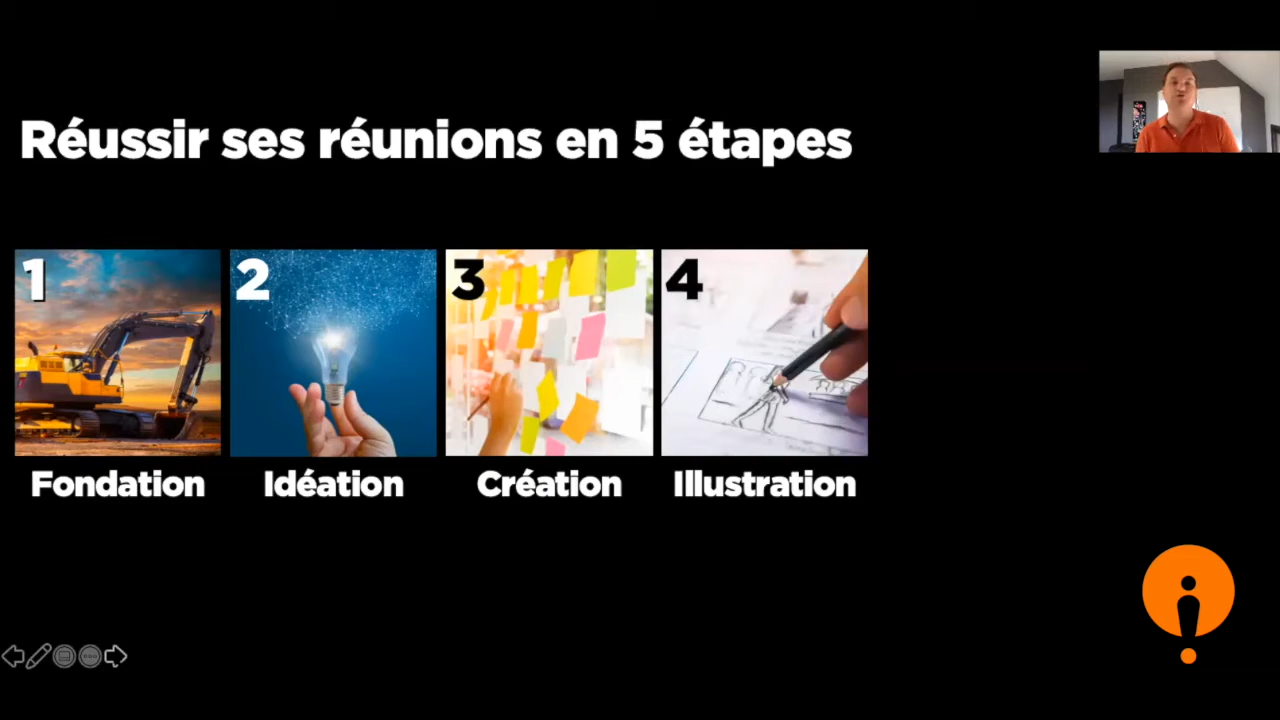 Réussir ses réunions en 5 étapes
1
2
3
4
Fondation
Idéation
Création
Illustration